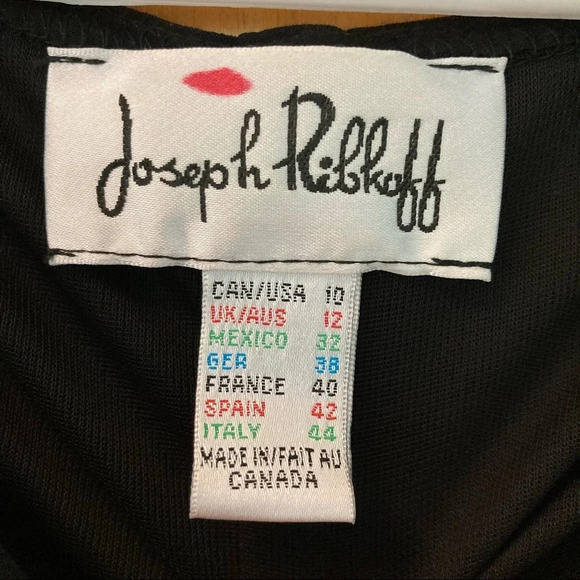 Joseph Ribkoff
CAN/USA 10
UK/AUS 12
MEXICO 32
GER 38
FRANCE 40
SPAIN 42
ITALY 44
MADE IN/FAIT AU
CANADA